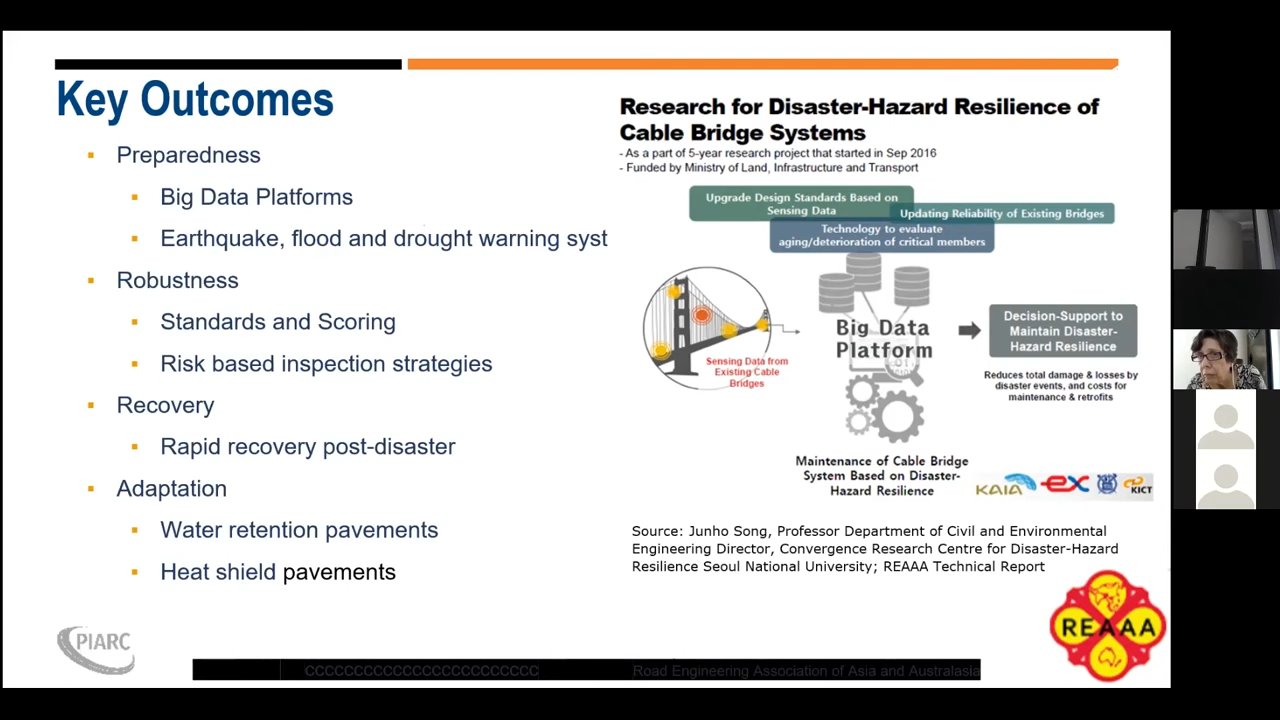 Key Outcomes
Preparedness
Big Data Platforms
Earthquake, flood and drought warning syst
Robustness
Standards and Scoring
Risk based inspection strategies
Recovery
Rapid recovery post-disaster
Adaptation
Water retention pavements
Heat shield pavements
Research for Disaster-Hazard Resilience of
Cable Bridge Systems
- As a part of 5-year research project that started in Sep 2016
- Funded by Ministry of Land, Infrastructure and Transport
Upgrade Design Standards Based on
Sensing Data
Updating Reliability of Existing Bridges
Technology to evaluate
aging/deterioration of critical members
Sensing Data from
Existing Cable
Bridges
Big Data
Platform
Decision-Support to
Maintain Disaster-
Hazard Resilience
Reduces total damage & losses by
disaster events, and costs for
maintenance & retrofits
Maintenance of Cable Bridge
System Based on Disaster-
Hazard Resilience
KAIA
ex
KICT
Source: Junho Song, Professor Department of Civil and Environmental
Engineering Director, Convergence Research Centre for Disaster-Hazard
Resilience Seoul National University; REAAA Technical Report
PIARC
CCCCCCCCCCCCCCCCCCCCCCCC
Road Engineering Association of Asia and Australasia
REAAA